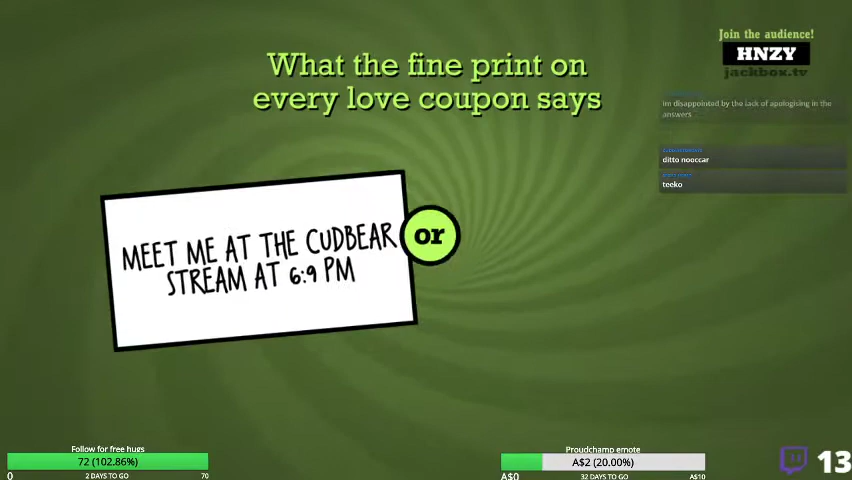 What the fine print on
every love coupon says
Join the audience!
HNZY
jackbox.tv
im disappointed by the lack of apologising in the
answers
ditto nooccar
teeko
MEET ME AT THE CUDBEAR
STREAM AT 6:9 PM
or
Follow for free hugs
72 (102.86%)
0
2 DAYS TO GO
70
Proudchamp emote
A$2 (20.00%)
A$0
32 DAYS TO GO
A$10
13